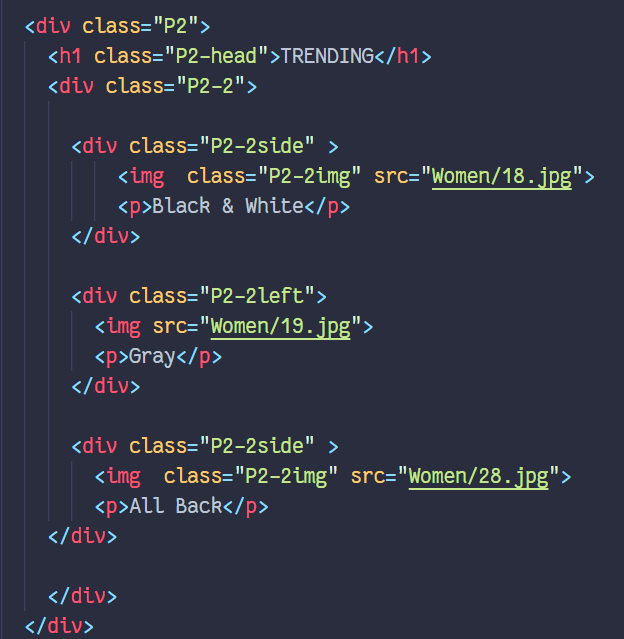 <div class="P2">
<h1 class="P2-head">TRENDING</h1>
<div class="P2-2">
<div class="P2-2side" >
<img  class="P2-2img" src="Women/18.jpg">
<p>Black & White</p>
</div>
<div class="P2-2left">
<img src="Women/19.jpg">
<p>Gray</p>
</div>
<div class="P2-2side" >
<img  class="P2-2img" src="Women/28.jpg">
<p>All Back</p>
</div>
</div>
</div>